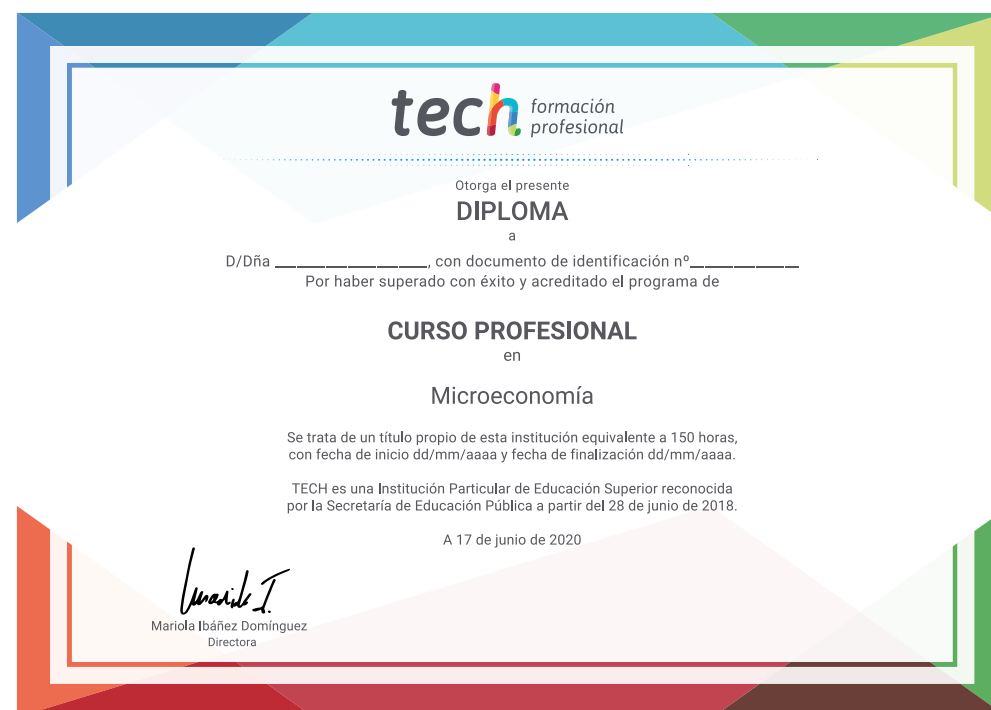 tech formación
profesional
Otorga el presente
DIPLOMA
a
D/Dña ____________, con documento de identificación nº_________
Por haber superado con éxito y acreditado el programa de
CURSO PROFESIONAL
en
Microeconomía
Se trata de un título propio de esta institución equivalente a 150 horas,
con fecha de inicio dd/mm/aaaa y fecha de finalización dd/mm/aaaa.
TECH es una Institución Particular de Educación Superior reconocida
por la Secretaría de Educación Pública a partir del 28 de junio de 2018.
A 17 de junio de 2020
Mariola Ibáñez Domínguez
Directora